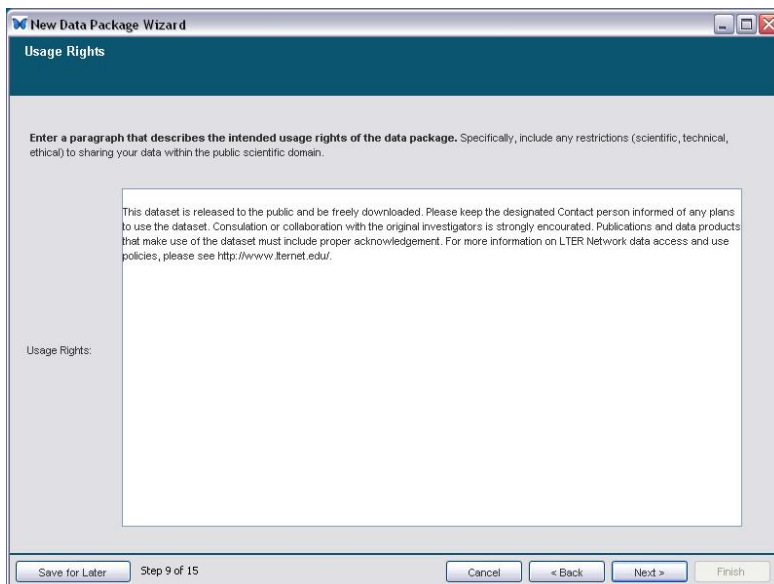 New Data Package Wizard
Usage Rights
Enter a paragraph that describes the intended usage rights of the data package. Specifically, include any restrictions (scientific, technical,
ethical) to sharing your data within the public scientific domain.
This dataset is released to the public and be freely downloaded. Please keep the designated Contact person informed of any plans
to use the dataset. Consulation or collaboration with the original investigators is strongly encourated. Publications and data products
that make use of the dataset must include proper acknowledgement. For more information on LTER Network data access and use
policies, please see http://www.lternet.edu/.
Usage Rights:
Save for Later Step 9 of 15 Cancel < Back Next > Finish